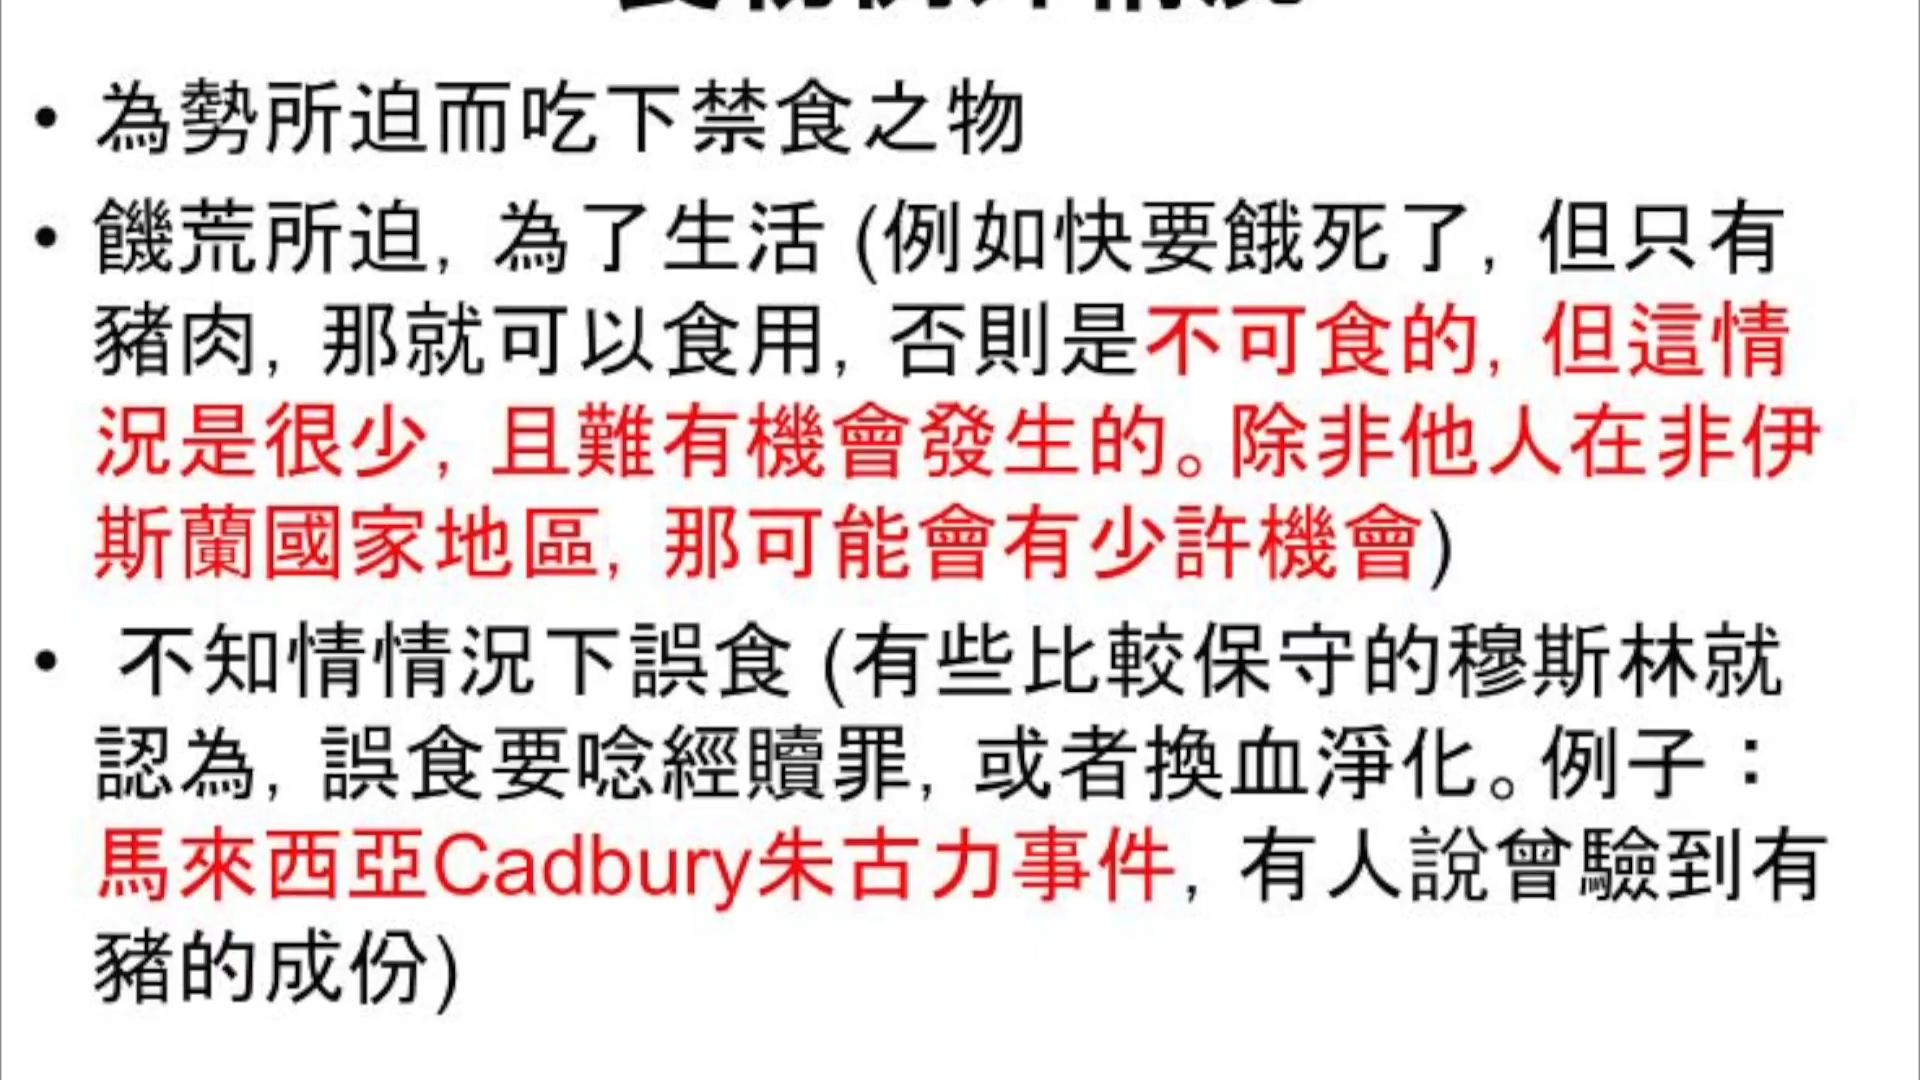 • 為勢所迫而吃下禁食之物
• 饑荒所迫, 為了生活 (例如快要餓死了, 但只有
豬肉, 那就可以食用, 否則是不可食的, 但這情
況是很少, 且難有機會發生的。除非他人在非伊
斯蘭國家地區, 那可能會有少許機會)
• 不知情情況下誤食 (有些比較保守的穆斯林就
認為, 誤食要唸經贖罪, 或者換血淨化。例子：
馬來西亞Cadbury朱古力事件, 有人說曾驗到有
豬的成份)